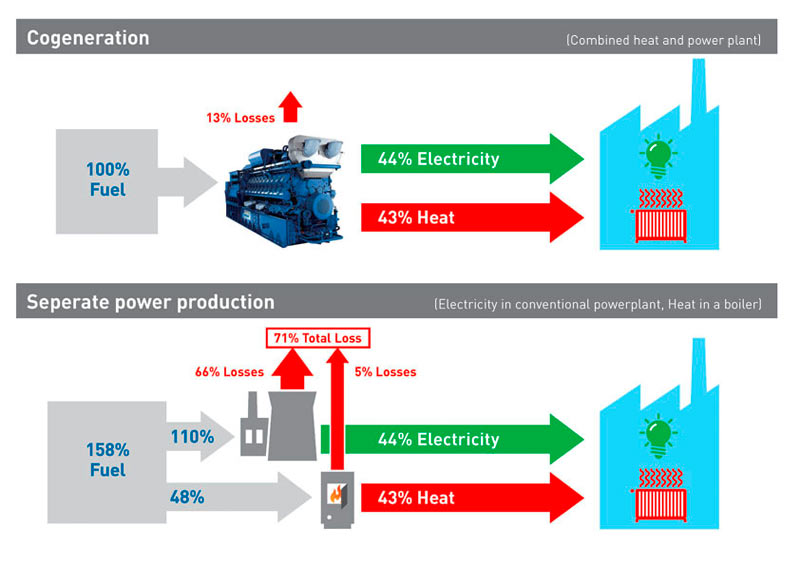 Cogeneration
(Combined heat and power plant)
13% Losses
100%
Fuel
44% Electricity
43% Heat
Seperate power production
(Electricity in conventional powerplant, Heat in a boiler)
71% Total Loss
66% Losses
5% Losses
158%
Fuel
110%
44% Electricity
48%
43% Heat